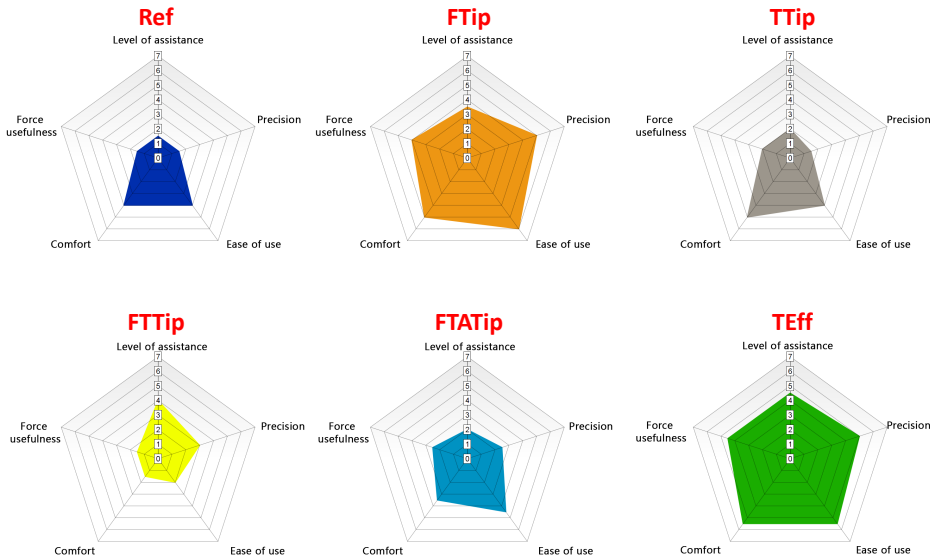 Ref
Level of assistance
7
6
5
4
3
2
1
0
Force
usefulness
Precision
Comfort
Ease of use
FTip
Level of assistance
7
6
5
4
3
2
1
0
Force
usefulness
Precision
Comfort
Ease of use
TTip
Level of assistance
7
6
5
4
3
2
1
0
Force
usefulness
Precision
Comfort
Ease of use
FTTip
Level of assistance
7
6
5
4
3
2
1
0
Force
usefulness
Precision
Comfort
Ease of use
FTATip
Level of assistance
7
6
5
4
3
2
1
0
Force
usefulness
Precision
Comfort
Ease of use
TEff
Level of assistance
7
6
5
4
3
2
1
0
Force
usefulness
Precision
Comfort
Ease of use